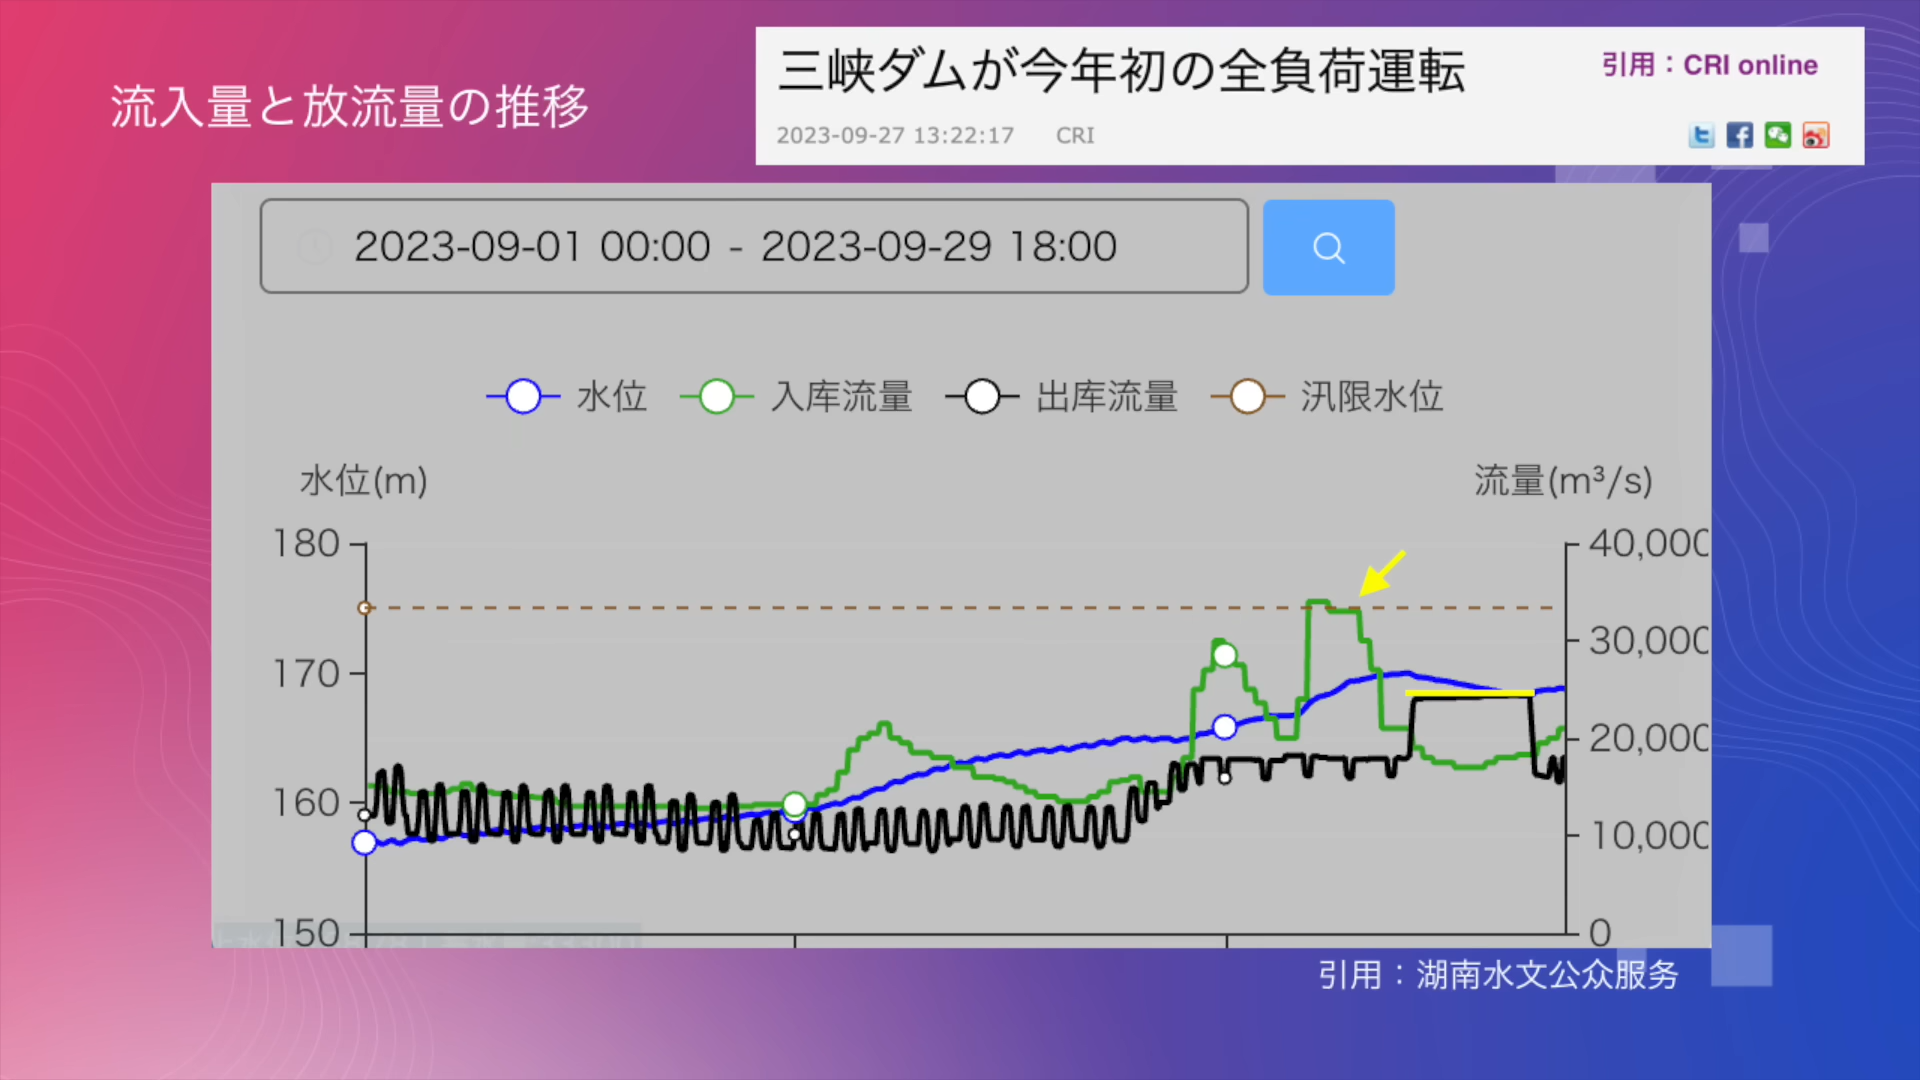 流入量と放流量の推移
三峡ダムが今年初の全負荷運転
引用：CRI online
2023-09-27 13:22:17 CRI
2023-09-01 00:00 - 2023-09-29 18:00
水位 入库流量 出库流量 汛限水位
水位(m)
流量(m³/s)
180
170
160
150
40,000
30,000
20,000
10,000
0
引用：湖南水文公众服务